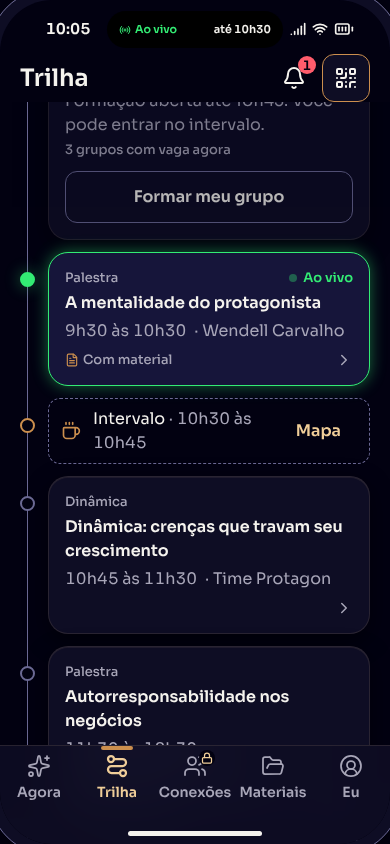 10:05
Ao vivo
até 10h30
Trilha
1
Formação aberta até 10h45. Você
pode entrar no intervalo.
3 grupos com vaga agora
Formar meu grupo
Palestra
Ao vivo
A mentalidade do protagonista
9h30 às 10h30 · Wendell Carvalho
Com material
Intervalo · 10h30 às
10h45
Mapa
Dinâmica
Dinâmica: crenças que travam seu
crescimento
10h45 às 11h30 · Time Protagon
Palestra
Autorresponsabilidade nos
negócios
Agora
Trilha
Conexões
Materiais
Eu